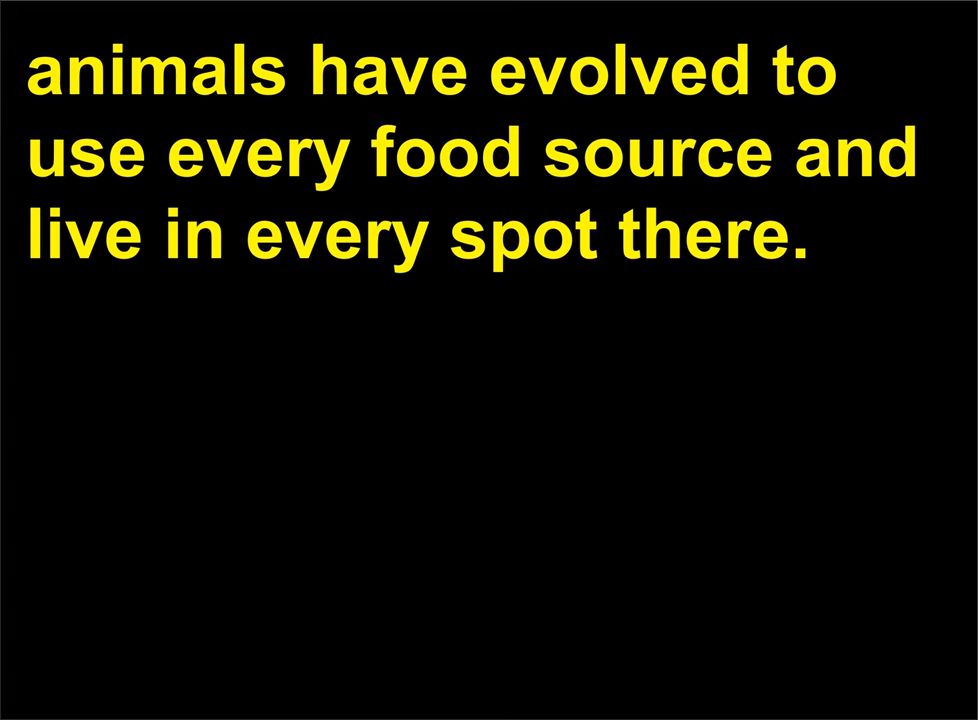 animals have evolved to
use every food source and
live in every spot there.